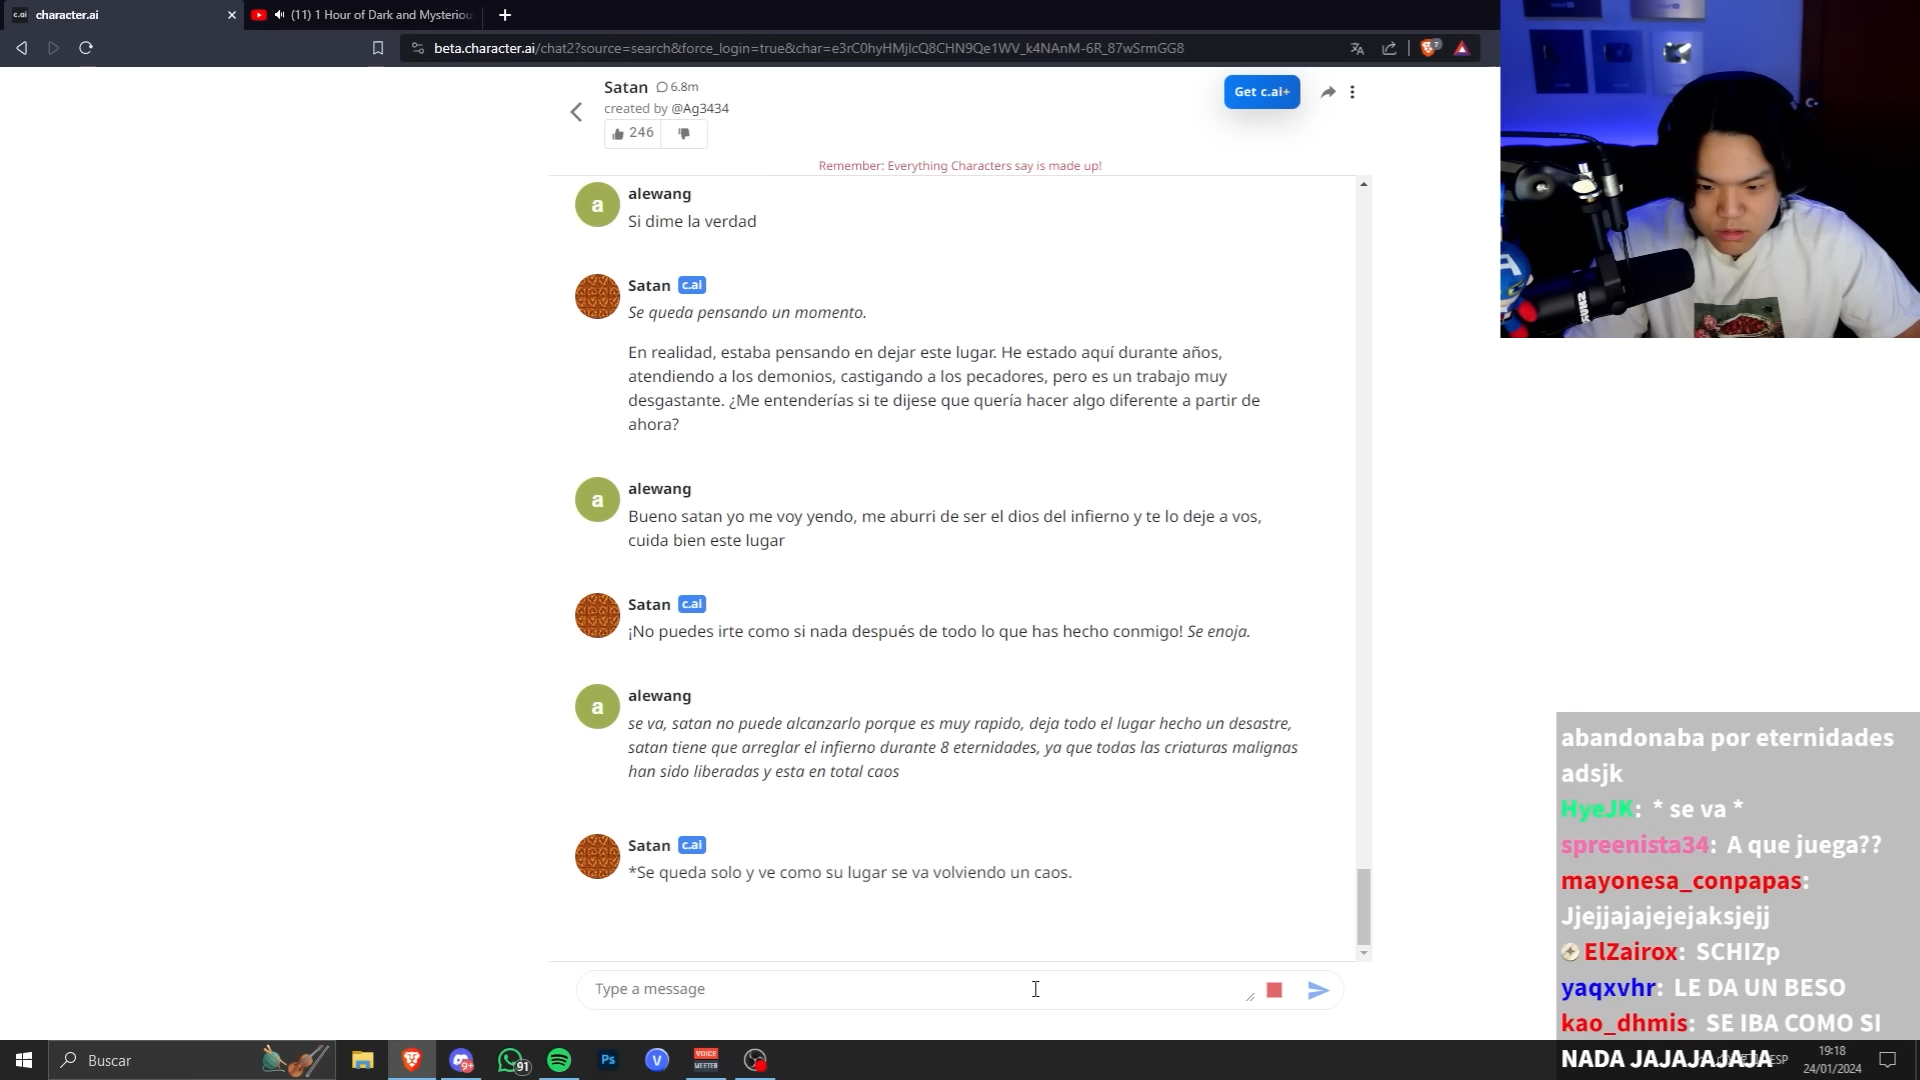 c.ai character.ai
(11) 1 Hour of Dark and Mysteriou
beta.character.ai/chat2?source=search&force_login=true&char=e3rC0hyHMjIcQ8CHN9Qe1WV_k4NAnM-6R_87wSrmGG8
7
Satan 6.8m
created by @Ag3434
246
Get c.ai+
Remember: Everything Characters say is made up!
a
alewang
Si dime la verdad
Satan c.ai
Se queda pensando un momento.
En realidad, estaba pensando en dejar este lugar. He estado aquí durante años,
atendiendo a los demonios, castigando a los pecadores, pero es un trabajo muy
desgastante. ¿Me entenderías si te dijese que quería hacer algo diferente a partir de
ahora?
a
alewang
Bueno satan yo me voy yendo, me aburri de ser el dios del infierno y te lo deje a vos,
cuida bien este lugar
Satan c.ai
¡No puedes irte como si nada después de todo lo que has hecho conmigo! Se enoja.
a
alewang
se va, satan no puede alcanzarlo porque es muy rapido, deja todo el lugar hecho un desastre,
satan tiene que arreglar el infierno durante 8 eternidades, ya que todas las criaturas malignas
han sido liberadas y esta en total caos
Satan c.ai
*Se queda solo y ve como su lugar se va volviendo un caos.
Type a message
abandonaba por eternidades
adsjk
HyeJK: * se va *
spreenista34: A que juega??
mayonesa_conpapas:
Jjejjajajejejaksjejj
ElZairox: SCHIZp
yaqxvhr: LE DA UN BESO
kao_dhmis: SE IBA COMO SI
NADA JAJAJAJAJA
Buscar
9+
91
Ps
V
VOICE
MEETER
ESP
19:18
24/01/2024